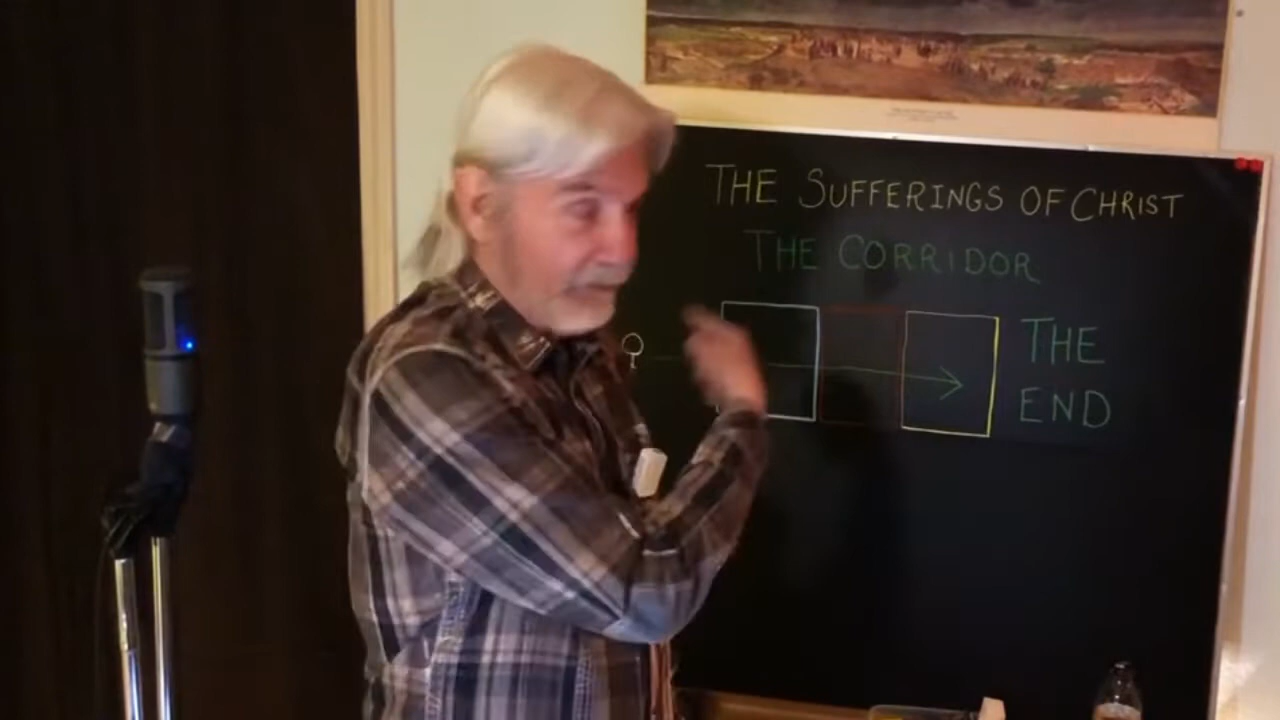 THE SUFFERINGS OF CHRIST
THE CORRIDOR
THE
END